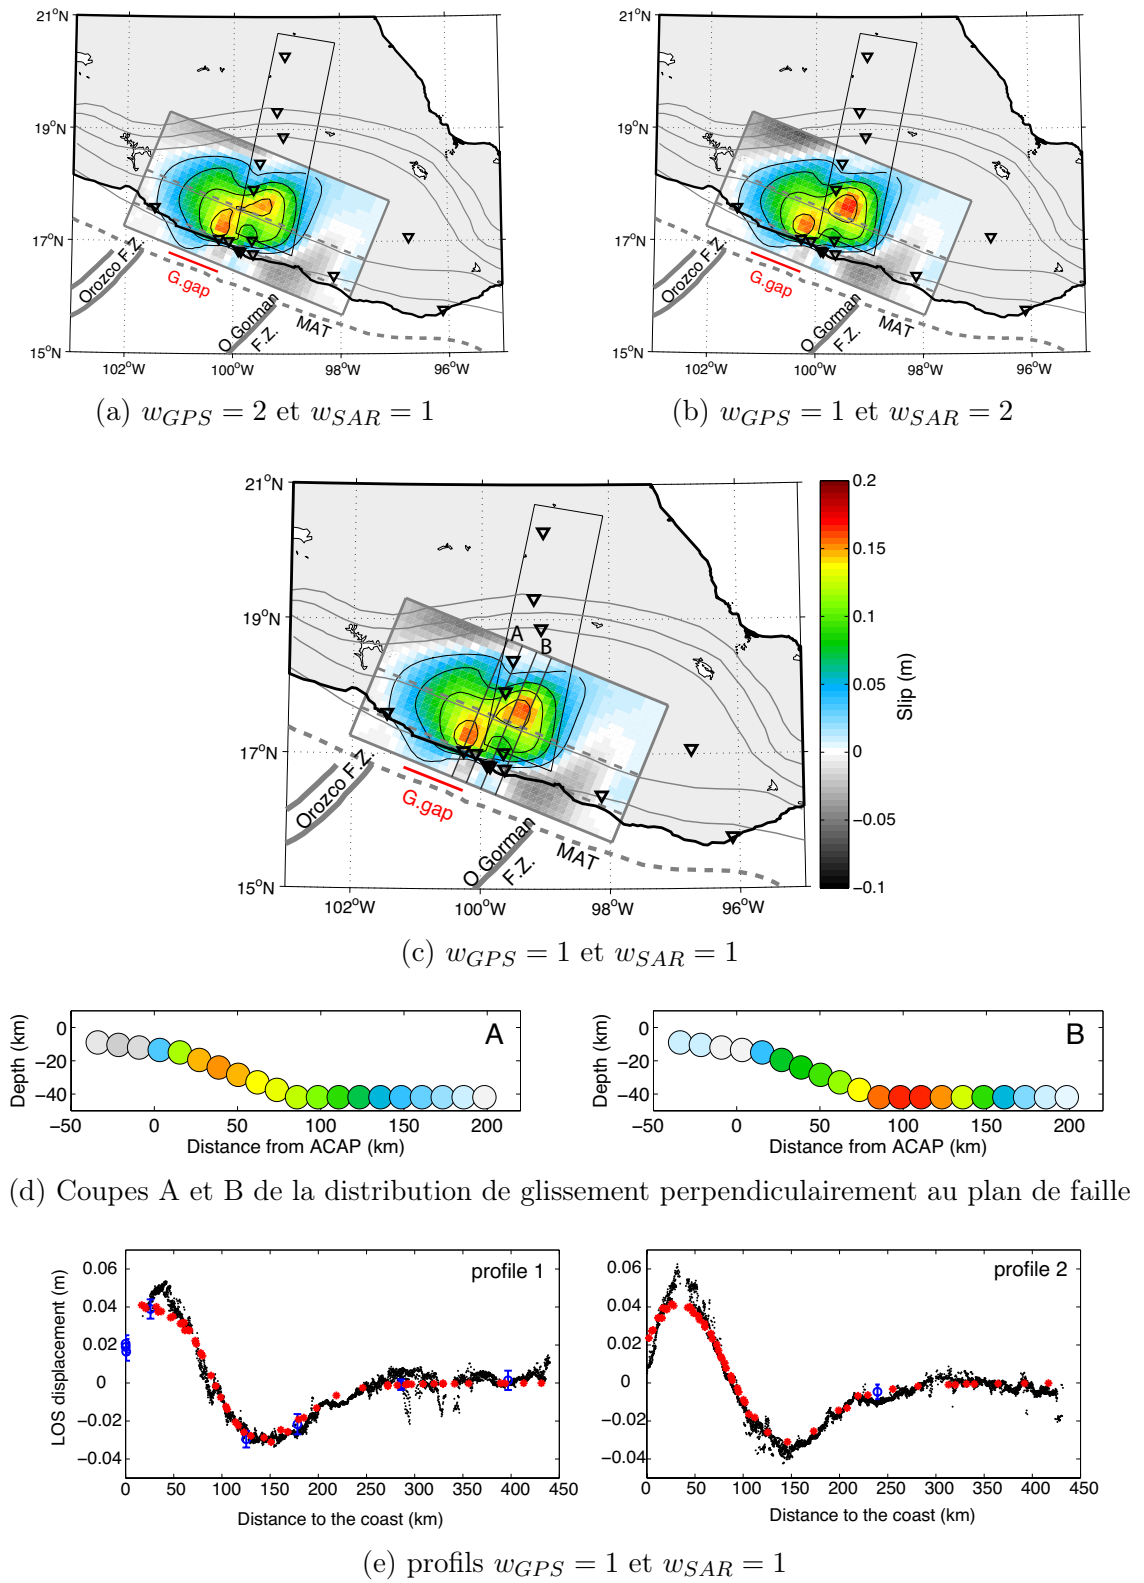 21°N
19°N
17°N
15°N
102°W
100°W
98°W
96°W
Orozco F.Z.
G.gap
O Gorman
F.Z.
MAT
(a) w_GPS = 2 et w_SAR = 1
21°N
19°N
17°N
15°N
102°W
100°W
98°W
96°W
Orozco F.Z.
G.gap
O Gorman
F.Z.
MAT
(b) w_GPS = 1 et w_SAR = 2
21°N
19°N
17°N
15°N
102°W
100°W
98°W
96°W
A
B
Orozco F.Z.
G.gap
O Gorman
F.Z.
MAT
0.2
0.15
0.1
0.05
0
−0.05
−0.1
Slip (m)
(c) w_GPS = 1 et w_SAR = 1
Depth (km)
0
−20
−40
A
−50
0
50
100
150
200
Distance from ACAP (km)
Depth (km)
0
−20
−40
B
−50
0
50
100
150
200
Distance from ACAP (km)
(d) Coupes A et B de la distribution de glissement perpendiculairement au plan de faille
LOS displacement (m)
0.06
0.04
0.02
0
−0.02
−0.04
profile 1
0 50 100 150 200 250 300 350 400 450
Distance to the coast (km)
0.06
0.04
0.02
0
−0.02
−0.04
profile 2
0 50 100 150 200 250 300 350 400 450
Distance to the coast (km)
(e) profils w_GPS = 1 et w_SAR = 1